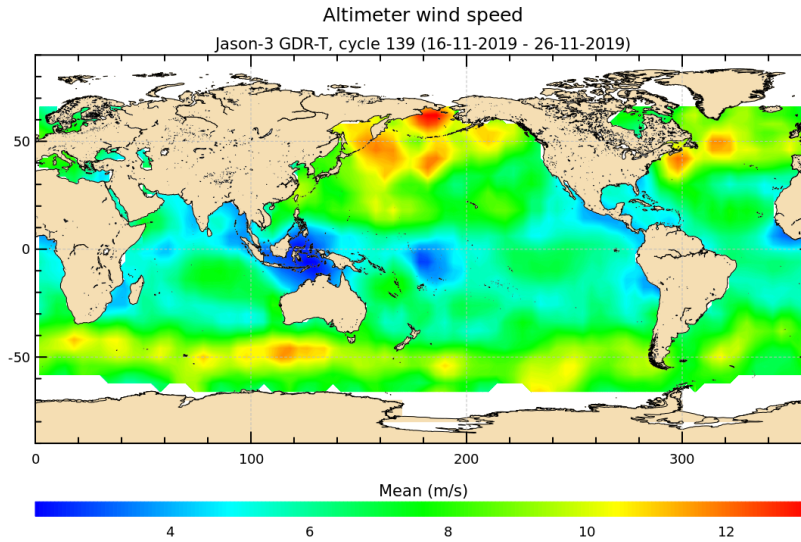 Altimeter wind speed
Jason-3 GDR-T, cycle 139 (16-11-2019 - 26-11-2019)
50
0
-50
0 100 200 300
Mean (m/s)
4 6 8 10 12